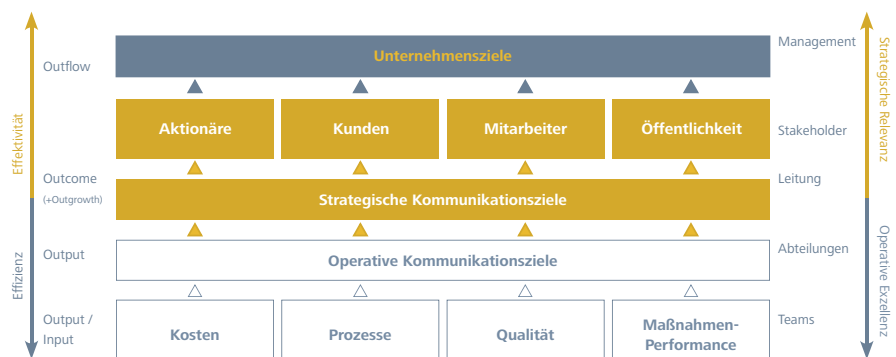 Management
Unternehmensziele
Outflow
Aktionäre
Kunden
Mitarbeiter
Öffentlichkeit
Stakeholder
Effektivität
Strategische Relevanz
Outcome
(+Outgrowth)
Strategische Kommunikationsziele
Leitung
Output
Operative Kommunikationsziele
Abteilungen
Effizienz
Operative Exzellenz
Output /
Input
Kosten
Prozesse
Qualität
Maßnahmen-
Performance
Teams